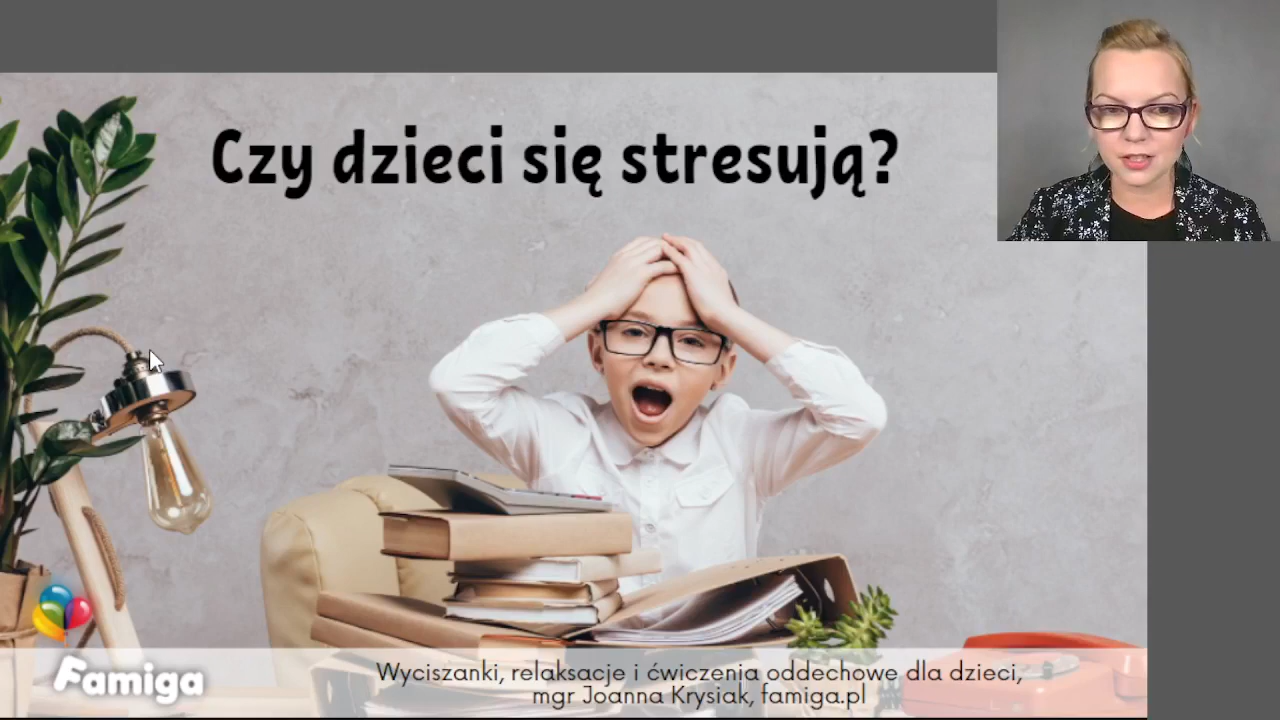 Czy dzieci się stresują?
Famiga
Wyciszanki, relaksacje i ćwiczenia oddechowe dla dzieci,
mgr Joanna Krysiak, famiga.pl